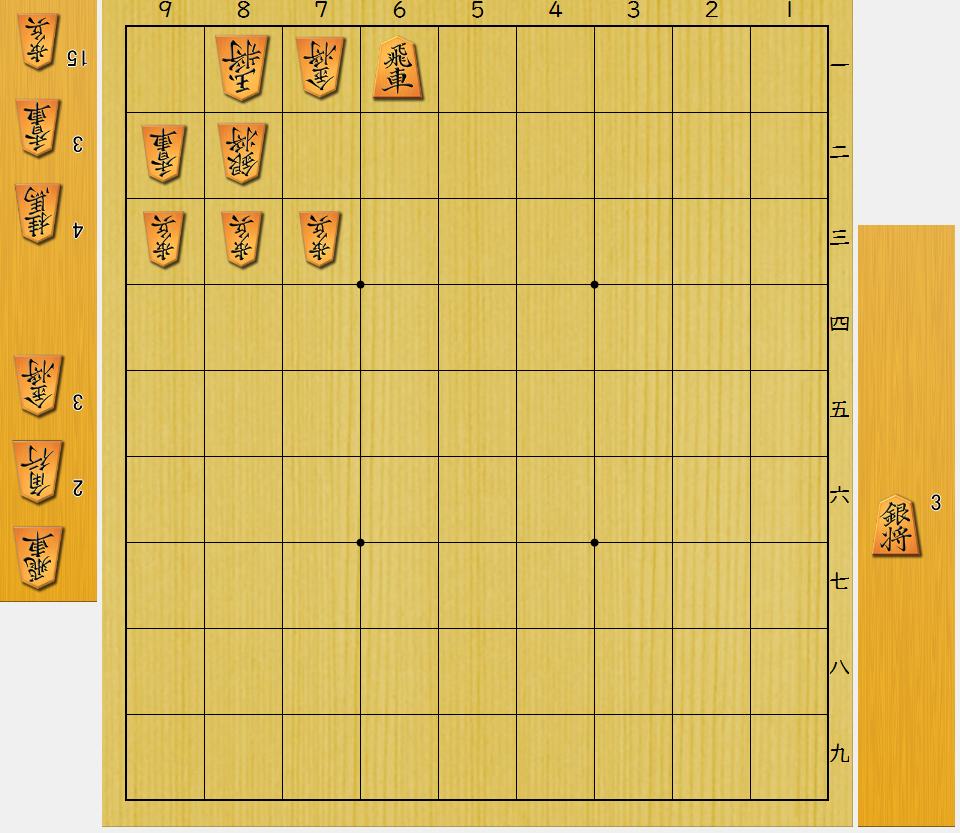 9 8 7 6 5 4 3 2 1
玉将 金将 飛車 一
香車 銀将 二
歩兵 歩兵 歩兵 三
四
五
六
七
八
九
歩兵 15
香車 3
桂馬 4
金将 3
角行 2
飛車
銀将 3